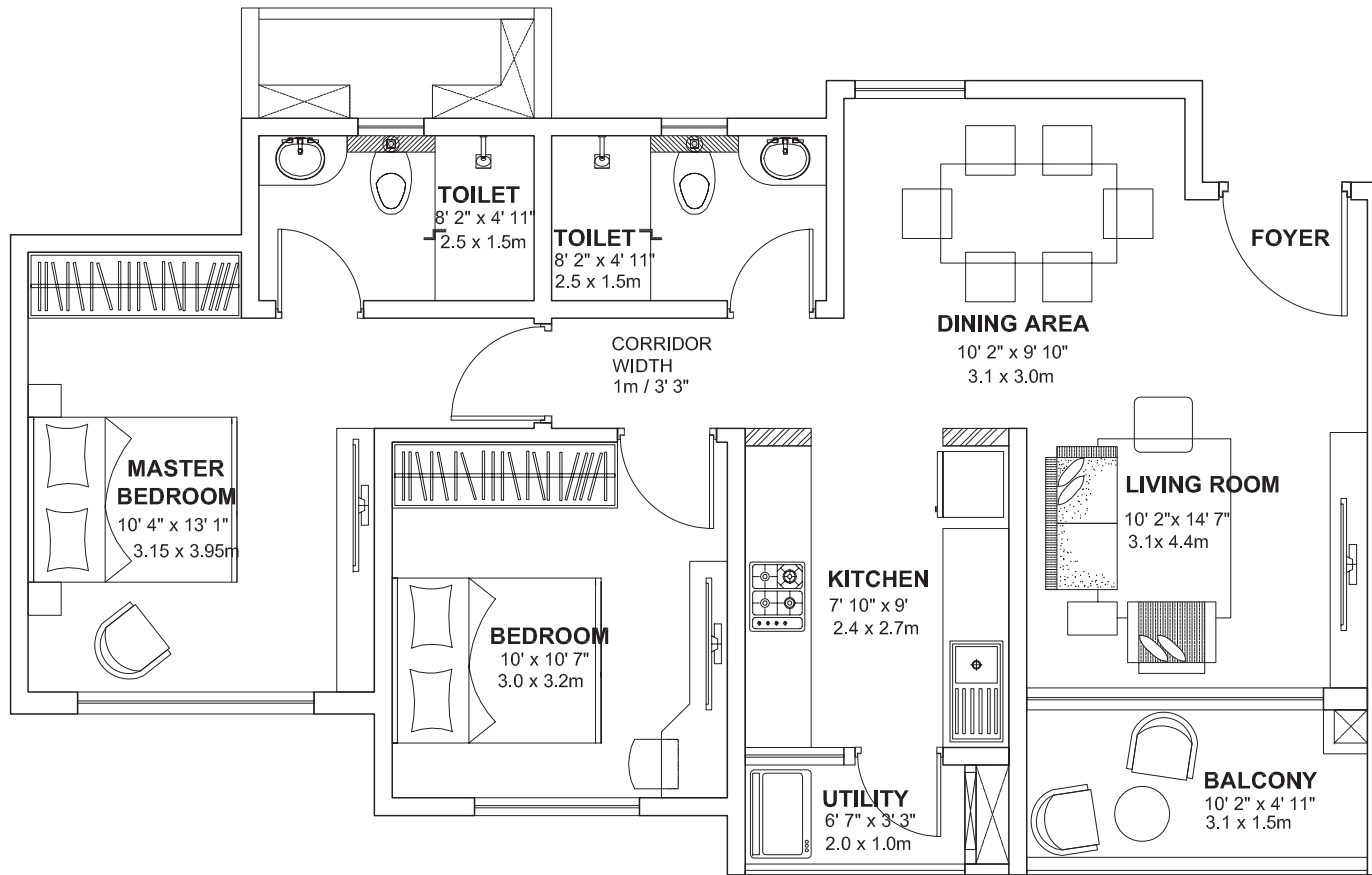 TOILET
8' 2" x 4' 11"
2.5 x 1.5m
TOILET
8' 2" x 4' 11"
2.5 x 1.5m
FOYER
DINING AREA
10' 2" x 9' 10"
3.1 x 3.0m
CORRIDOR
WIDTH
1m / 3' 3"
MASTER
BEDROOM
10' 4" x 13' 1"
3.15 x 3.95m
LIVING ROOM
10' 2"x 14' 7"
3.1x 4.4m
KITCHEN
7' 10" x 9'
2.4 x 2.7m
BEDROOM
10' x 10' 7"
3.0 x 3.2m
UTILITY
6' 7" x 3' 3"
2.0 x 1.0m
BALCONY
10' 2" x 4' 11"
3.1 x 1.5m